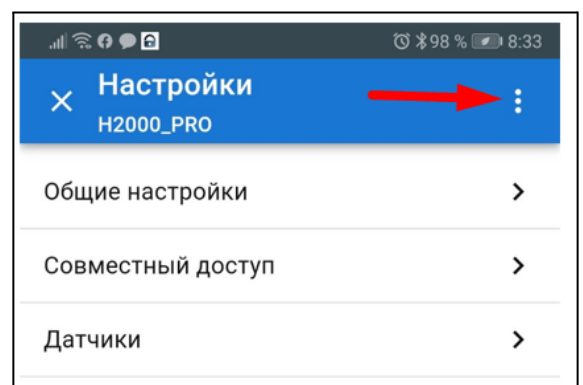 98 % 8:33
Настройки
H2000_PRO
Общие настройки
Совместный доступ
Датчики